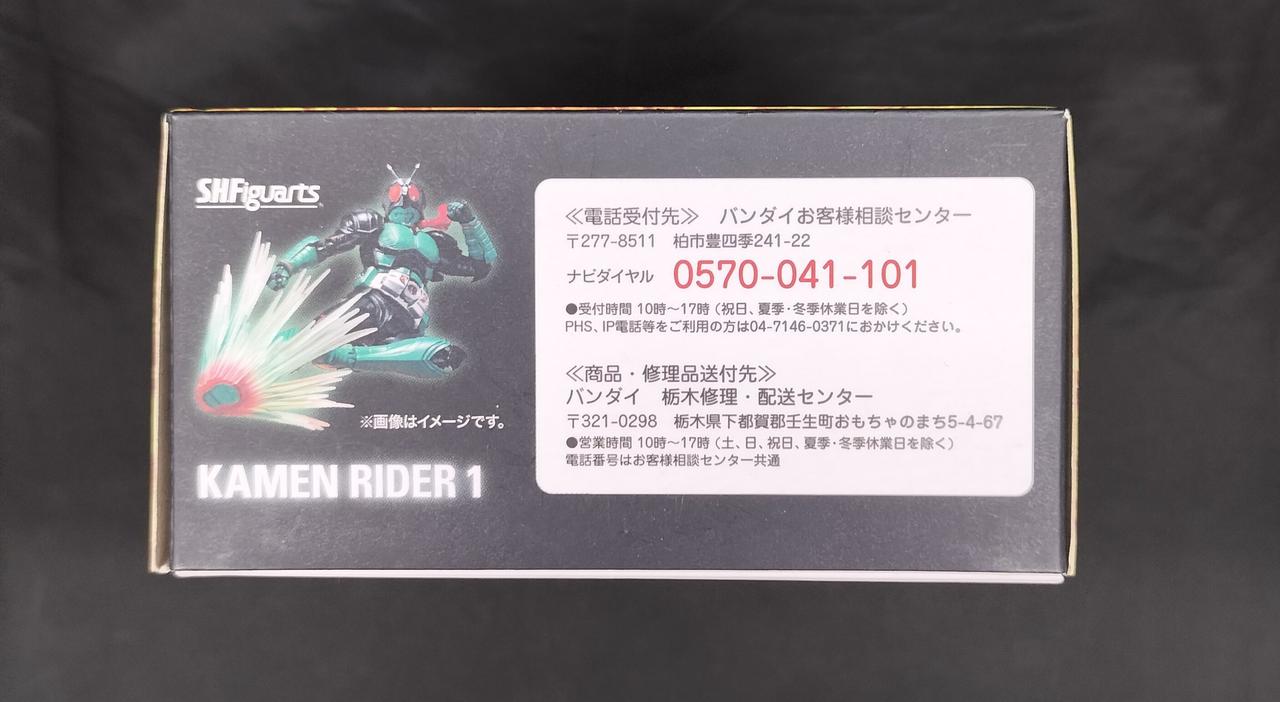 S.H.Figuarts
※画像はイメージです。
KAMEN RIDER 1
≪電話受付先≫ バンダイお客様相談センター
〒277-8511 柏市豊四季241-22
ナビダイヤル 0570-041-101
●受付時間 10時～17時（祝日、夏季・冬季休業日を除く）
PHS、IP電話等をご利用の方は04-7146-0371におかけください。
≪商品・修理品送付先≫
バンダイ 栃木修理・配送センター
〒321-0298 栃木県下都賀郡壬生町おもちゃのまち5-4-67
●営業時間 10時～17時（土、日、祝日、夏季・冬季休業日を除く）
電話番号はお客様相談センター共通